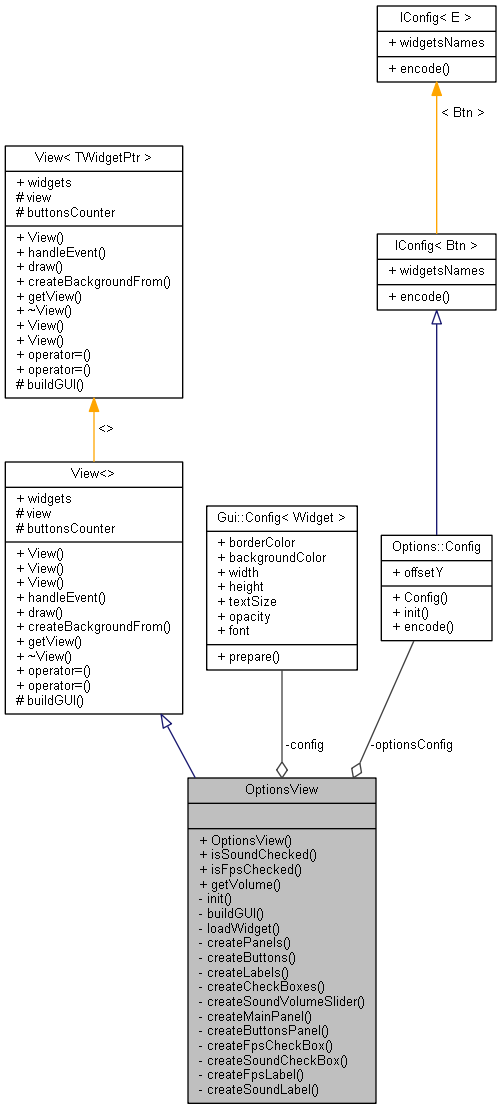 IConfig< E >
+ widgetsNames
+ encode()
< Btn >
View< TWidgetPtr >
+ widgets
# view
# buttonsCounter
+ View()
+ handleEvent()
+ draw()
+ createBackgroundFrom()
+ getView()
+ ~View()
+ View()
+ View()
+ operator=()
+ operator=()
# buildGUI()
IConfig< Btn >
+ widgetsNames
+ encode()
<>
View<>
+ widgets
# view
# buttonsCounter
+ View()
+ View()
+ View()
+ handleEvent()
+ draw()
+ createBackgroundFrom()
+ getView()
+ ~View()
+ operator=()
+ operator=()
# buildGUI()
Gui::Config< Widget >
+ borderColor
+ backgroundColor
+ width
+ height
+ textSize
+ opacity
+ font
+ prepare()
Options::Config
+ offsetY
+ Config()
+ init()
+ encode()
-config
-optionsConfig
OptionsView
+ OptionsView()
+ isSoundChecked()
+ isFpsChecked()
+ getVolume()
- init()
- buildGUI()
- loadWidget()
- createPanels()
- createButtons()
- createLabels()
- createCheckBoxes()
- createSoundVolumeSlider()
- createMainPanel()
- createButtonsPanel()
- createFpsCheckBox()
- createSoundCheckBox()
- createFpsLabel()
- createSoundLabel()